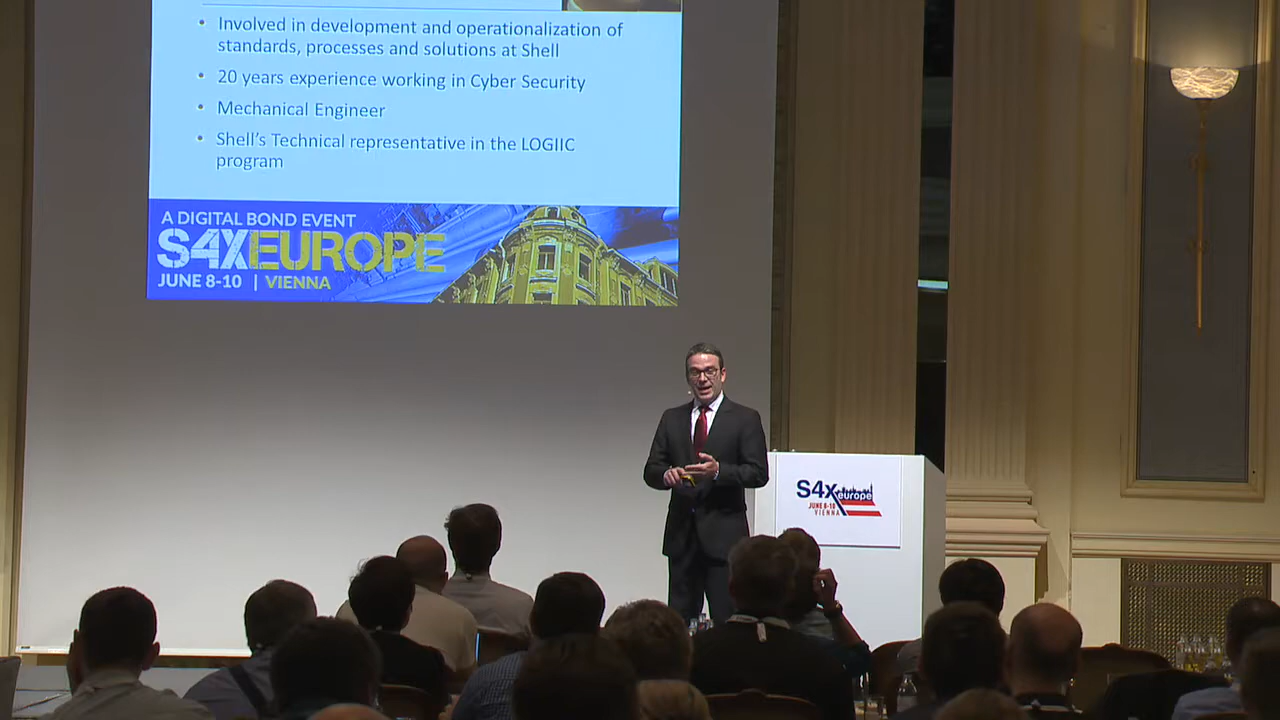 • Involved in development and operationalization of
standards, processes and solutions at Shell
• 20 years experience working in Cyber Security
• Mechanical Engineer
• Shell's Technical representative in the LOGIIC
program
A DIGITAL BOND EVENT
S4XEUROPE
JUNE 8-10 | VIENNA
S4x europe
JUNE 8-10
VIENNA